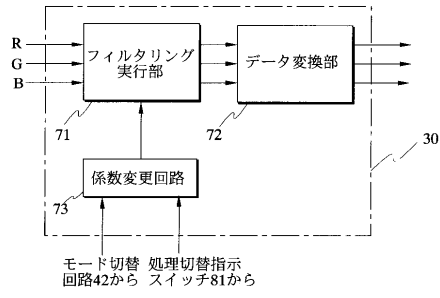 R
G
B
フィルタリング
実行部
データ変換部
71
72
30
係数変更回路
73
モード切替
回路42から
処理切替指示
スイッチ81から